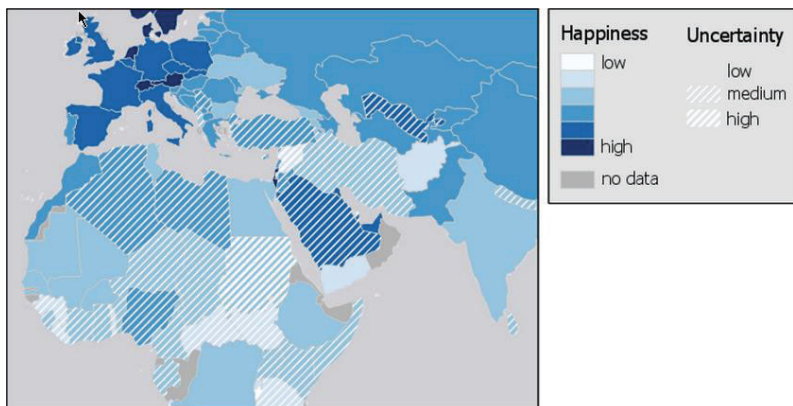 Happiness
low
high
no data
Uncertainty
low
medium
high